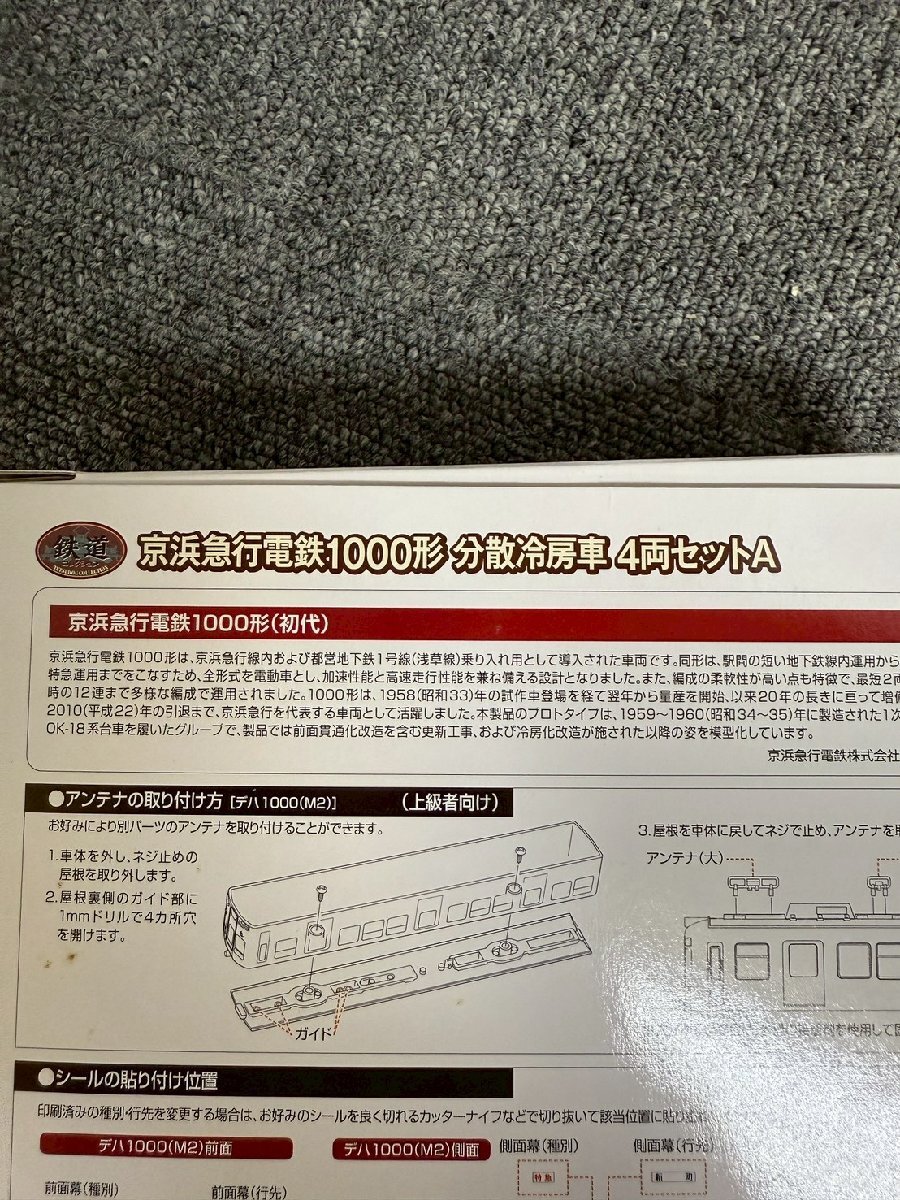 鉄道
コレクション
京浜急行電鉄1000形 分散冷房車 4両セットA
京浜急行電鉄1000形(初代)
京浜急行電鉄1000形は、京浜急行線内および都営地下鉄1号線(浅草線)乗り入れ用として導入された車両です。同形は、駅間の短い地下鉄線内運用から
特急運用までをこなすため、全形式を電動車とし、加速性能と高速走行性能を兼ね備える設計となりました。また、編成の柔軟性が高い点も特徴で、最短2両
時の12連まで多様な編成で運用されました。1000形は、1958(昭和33)年の試作車登場を経て翌年から量産を開始、以来20年の長きに亘って増備
2010(平成22)年の引退まで、京浜急行を代表する車両として活躍しました。本製品のプロトタイプは、1959~1960(昭和34~35)年に製造された1次
OK-18系台車を履いたグループで、製品では前面貫通化改造を含む更新工事、および冷房化改造が施された以降の姿を模型化しています。
京浜急行電鉄株式会社
●アンテナの取り付け方 [デハ1000(M2)] (上級者向け)
お好みにより別パーツのアンテナを取り付けることができます。
1.車体を外し、ネジ止めの
屋根を取り外します。
2.屋根裏側のガイド部に
1mmドリルで4カ所穴
を開けます。
ガイド
3.屋根を車体に戻してネジで止め、アンテナを取
アンテナ(大)
を使用して固
●シールの貼り付け位置
印刷済みの種別・行先を変更する場合は、お好みのシールを良く切れるカッターナイフなどで切り抜いて該当位置に貼り
デハ1000(M2)前面
デハ1000(M2)側面
側面幕(種別)
側面幕(行先)
特急
前面幕(種別)
前面幕(行先)